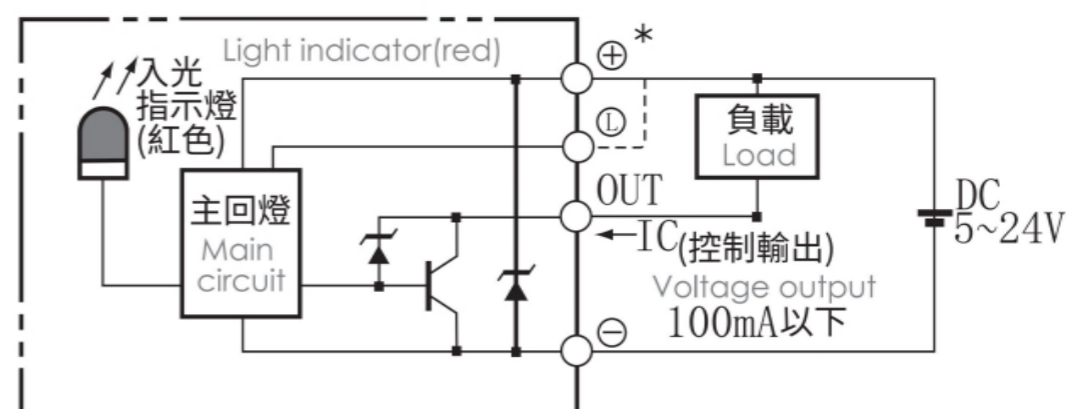 Light indicator(red)
入光
指示燈
(紅色)
主回燈
Main
circuit
⊕*
Ⓛ
OUT
⊖
負載
Load
IC(控制輸出)
Voltage output
100mA以下
DC
5~24V